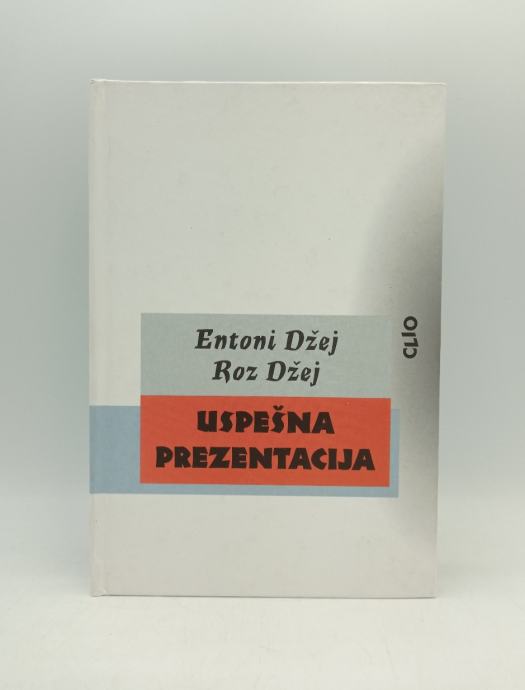 Entoni Džej
Roz Džej
USPEŠNA
PREZENTACIJA
CLIO